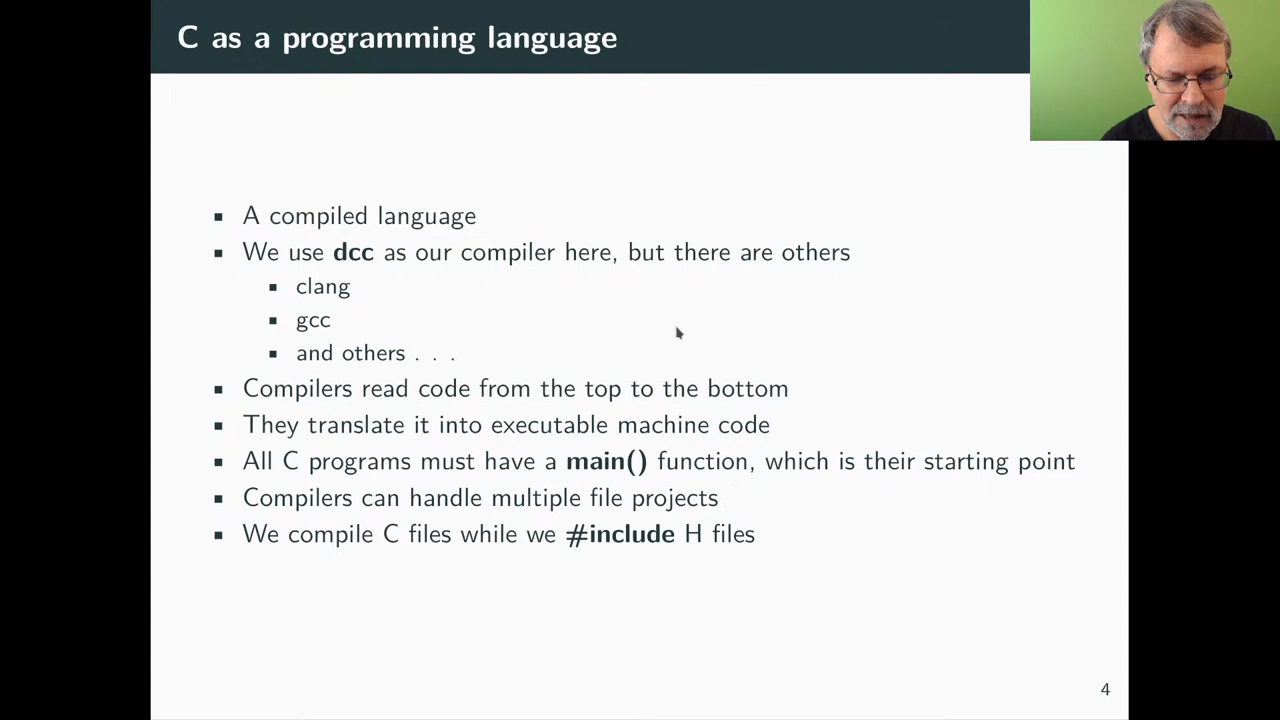 C as a programming language
▪ A compiled language
▪ We use dcc as our compiler here, but there are others
▪ clang
▪ gcc
▪ and others . . .
▪ Compilers read code from the top to the bottom
▪ They translate it into executable machine code
▪ All C programs must have a main() function, which is their starting point
▪ Compilers can handle multiple file projects
▪ We compile C files while we #include H files
4